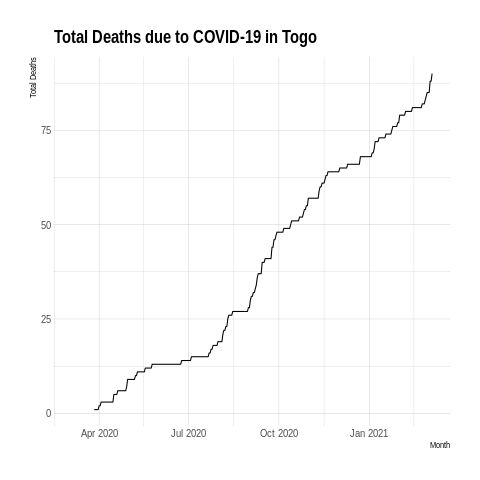 Total Deaths due to COVID-19 in Togo
Total Deaths
75
50
25
0
Apr 2020 Jul 2020 Oct 2020 Jan 2021
Month